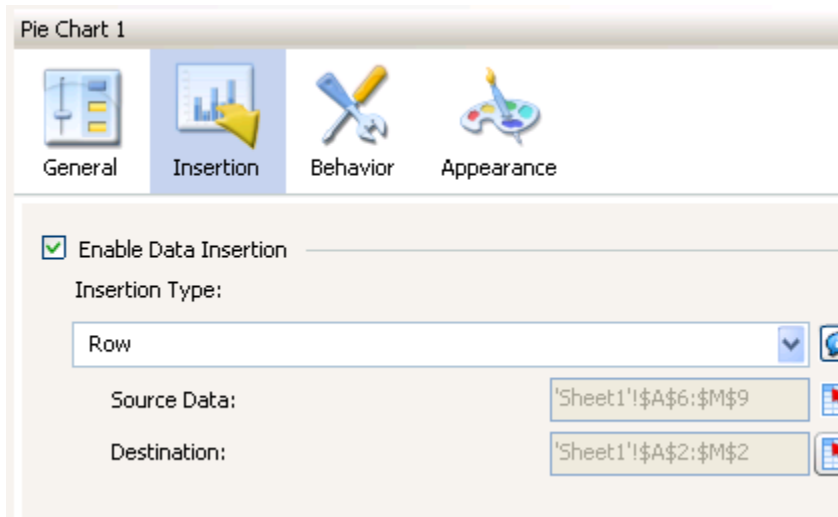 Pie Chart 1
General Insertion Behavior Appearance
Enable Data Insertion
Insertion Type:
Row
Source Data: 'Sheet1'!$A$6:$M$9
Destination: 'Sheet1'!$A$2:$M$2